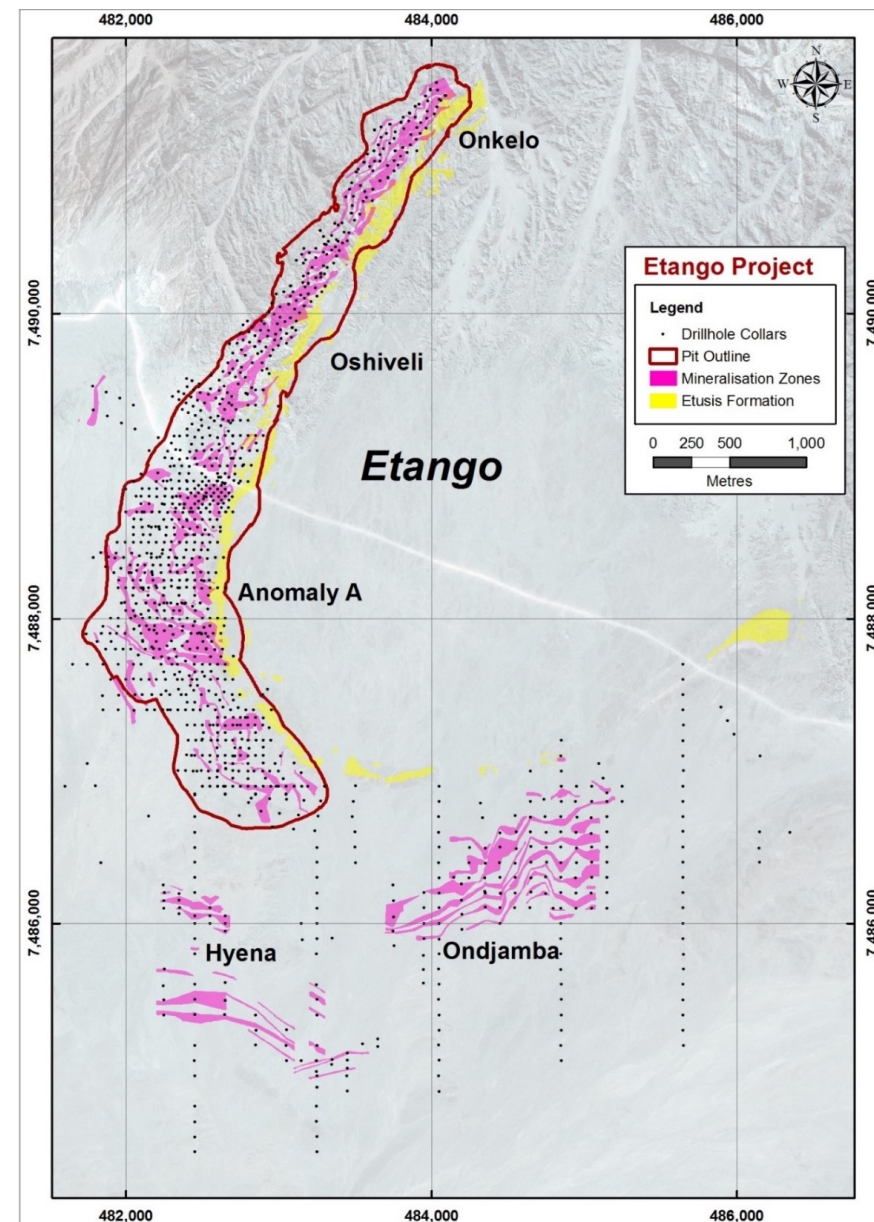 482,000 484,000 486,000
N
W E
S
Onkelo
Etango Project
Legend
Drillhole Collars
Pit Outline
Mineralisation Zones
Etusis Formation
0 250 500 1,000
Metres
7,490,000 7,490,000
Oshiveli
Etango
Anomaly A
7,488,000 7,488,000
7,486,000 7,486,000
Hyena
Ondjamba
482,000 484,000 486,000